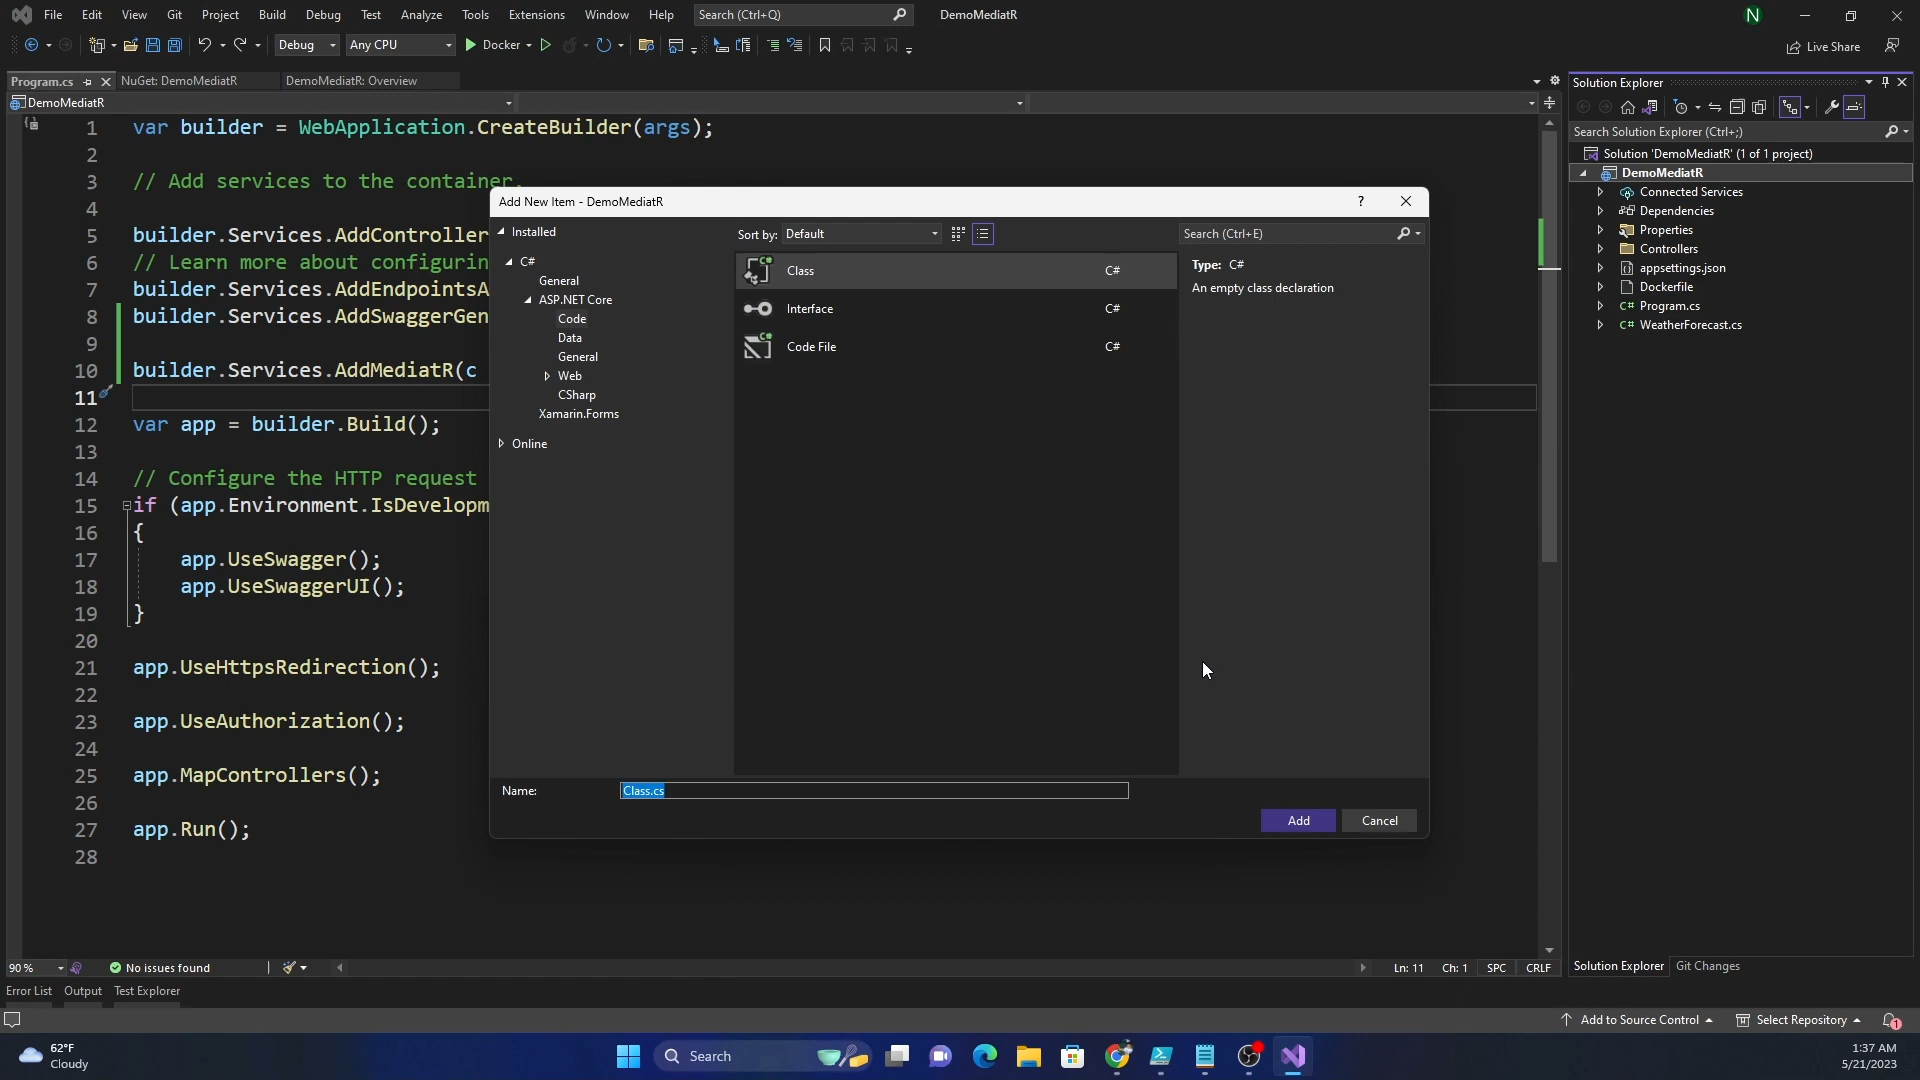 File Edit View Git Project Build Debug Test Analyze Tools Extensions Window Help Search (Ctrl+Q) DemoMediatR N
Debug Any CPU Docker Live Share
Program.cs NuGet: DemoMediatR DemoMediatR: Overview
DemoMediatR
1 var builder = WebApplication.CreateBuilder(args);
2
3 // Add services to the container.
4
5 builder.Services.AddController
6 // Learn more about configurin
7 builder.Services.AddEndpointsA
8 builder.Services.AddSwaggerGen
9
10 builder.Services.AddMediatR(c
11
12 var app = builder.Build();
13
14 // Configure the HTTP request
15 if (app.Environment.IsDevelopm
16 {
17 app.UseSwagger();
18 app.UseSwaggerUI();
19 }
20
21 app.UseHttpsRedirection();
22
23 app.UseAuthorization();
24
25 app.MapControllers();
26
27 app.Run();
28
Add New Item - DemoMediatR ?
Installed
C#
General
ASP.NET Core
Code
Data
General
Web
CSharp
Xamarin.Forms
Online
Sort by: Default
Class C#
Interface C#
Code File C#
Search (Ctrl+E)
Type: C#
An empty class declaration
Name: Class.cs
Add Cancel
Solution Explorer
Search Solution Explorer (Ctrl+;)
Solution 'DemoMediatR' (1 of 1 project)
DemoMediatR
Connected Services
Dependencies
Properties
Controllers
appsettings.json
Dockerfile
C# Program.cs
C# WeatherForecast.cs
90 % No issues found Ln: 11 Ch: 1 SPC CRLF
Solution Explorer Git Changes
Error List Output Test Explorer
Add to Source Control Select Repository 1
62°F
Cloudy
Search
1:37 AM
5/21/2023